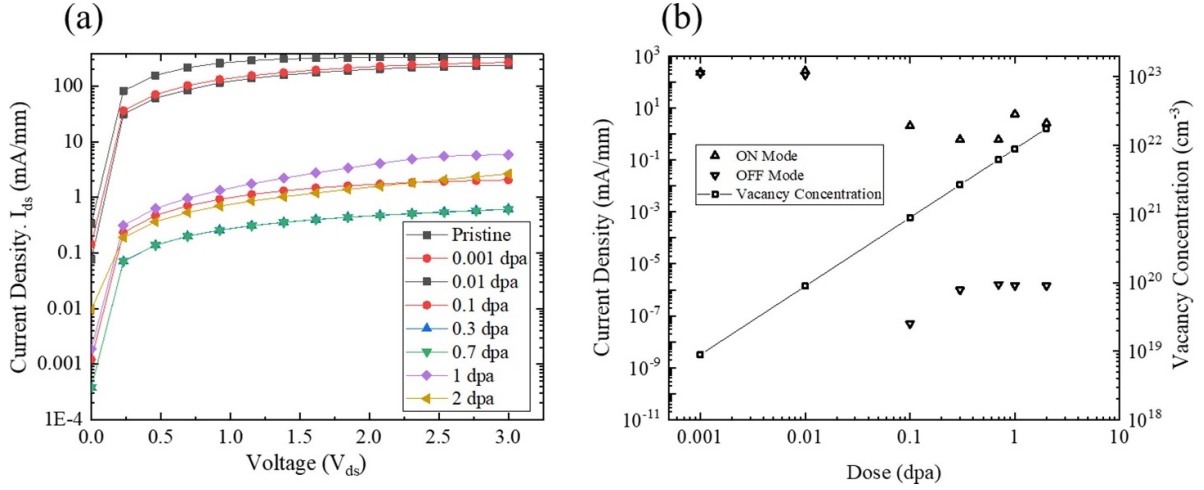 (a)
Current Density. I_ds (mA/mm)
100
10
1
0.1
0.01
0.001
1E−4
0.0
0.5
1.0
1.5
2.0
2.5
3.0
Voltage (V_ds)
Pristine
0.001 dpa
0.01 dpa
0.1 dpa
0.3 dpa
0.7 dpa
1 dpa
2 dpa
(b)
Current Density (mA/mm)
10³
10¹
10⁻¹
10⁻³
10⁻⁵
10⁻⁷
10⁻⁹
10⁻¹¹
ON Mode
OFF Mode
Vacancy Concentration
0.001
0.01
0.1
1
10
Dose (dpa)
10²³
10²²
10²¹
10²⁰
10¹⁹
10¹⁸
Vacancy Concentration (cm⁻³)